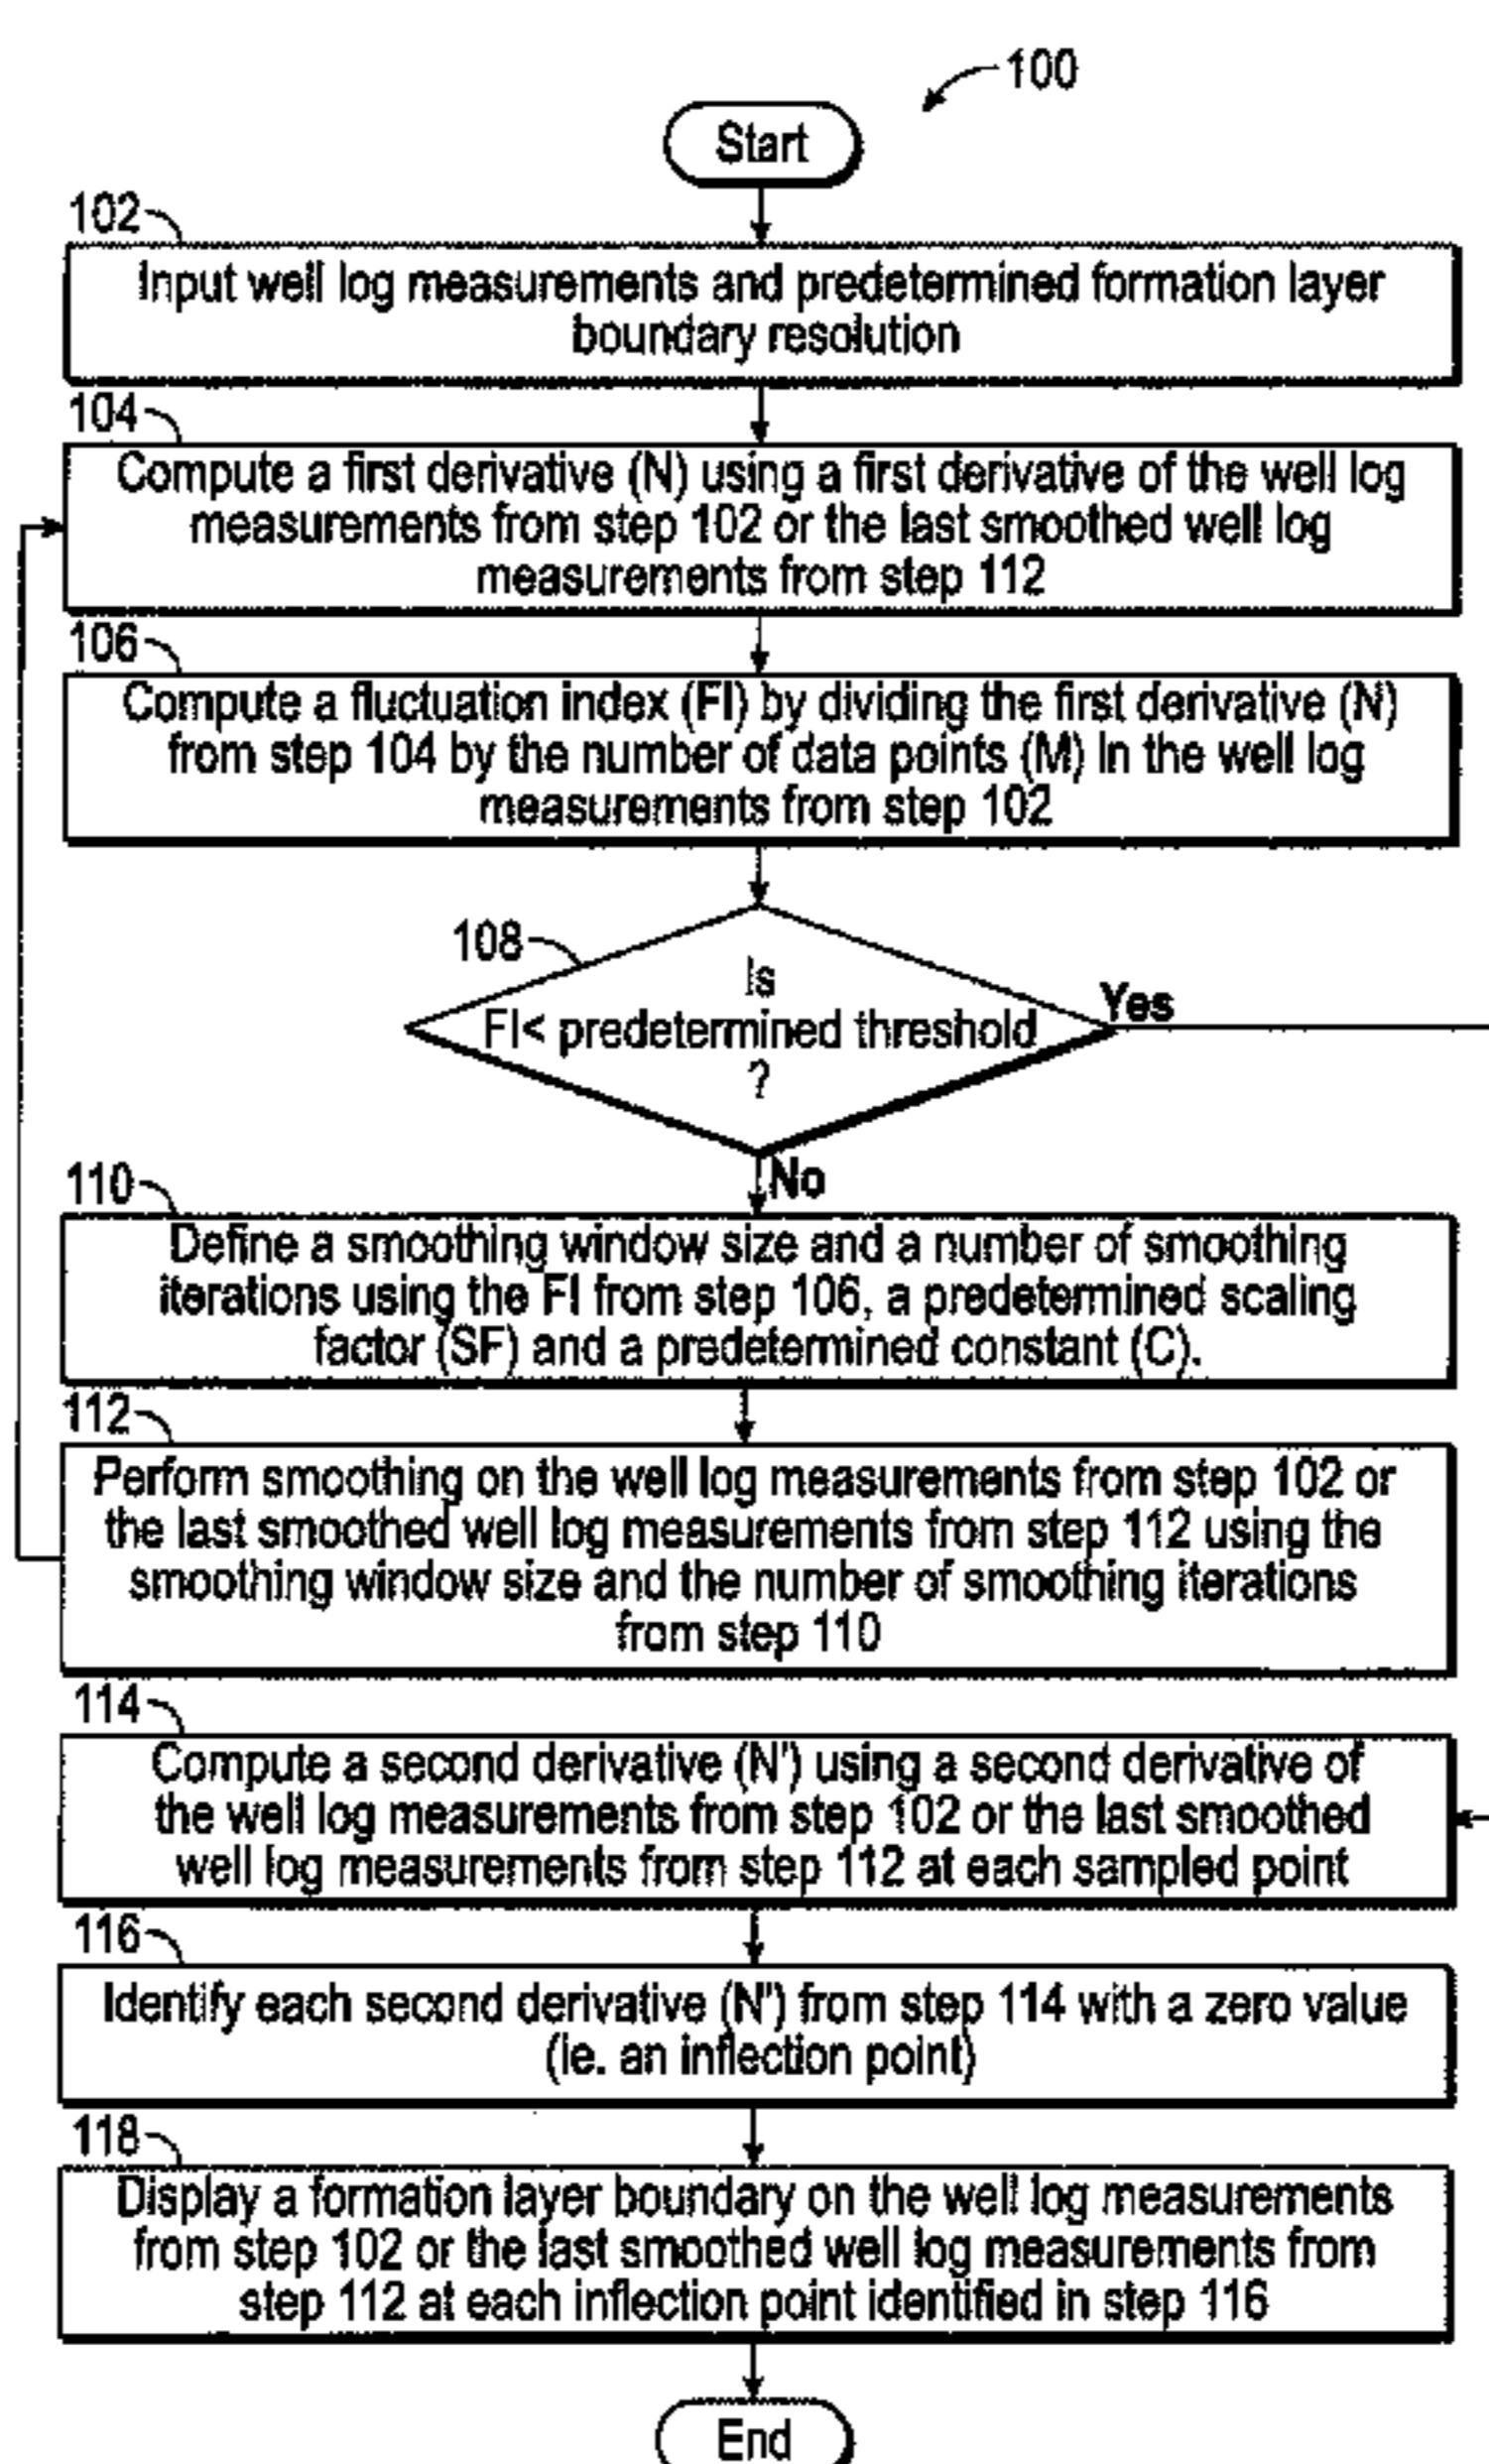 100
Start
102
Input well log measurements and predetermined formation layer
boundary resolution
104
Compute a first derivative (N) using a first derivative of the well log
measurements from step 102 or the last smoothed well log
measurements from step 112
106
Compute a fluctuation index (FI) by dividing the first derivative (N)
from step 104 by the number of data points (M) in the well log
measurements from step 102
108
Is
FI< predetermined threshold
?
Yes
No
110
Define a smoothing window size and a number of smoothing
iterations using the FI from step 106, a predetermined scaling
factor (SF) and a predetermined constant (C).
112
Perform smoothing on the well log measurements from step 102 or
the last smoothed well log measurements from step 112 using the
smoothing window size and the number of smoothing iterations
from step 110
114
Compute a second derivative (N') using a second derivative of
the well log measurements from step 102 or the last smoothed
well log measurements from step 112 at each sampled point
116
Identify each second derivative (N') from step 114 with a zero value
(ie. an inflection point)
118
Display a formation layer boundary on the well log measurements
from step 102 or the last smoothed well log measurements from
step 112 at each inflection point identified in step 116
End